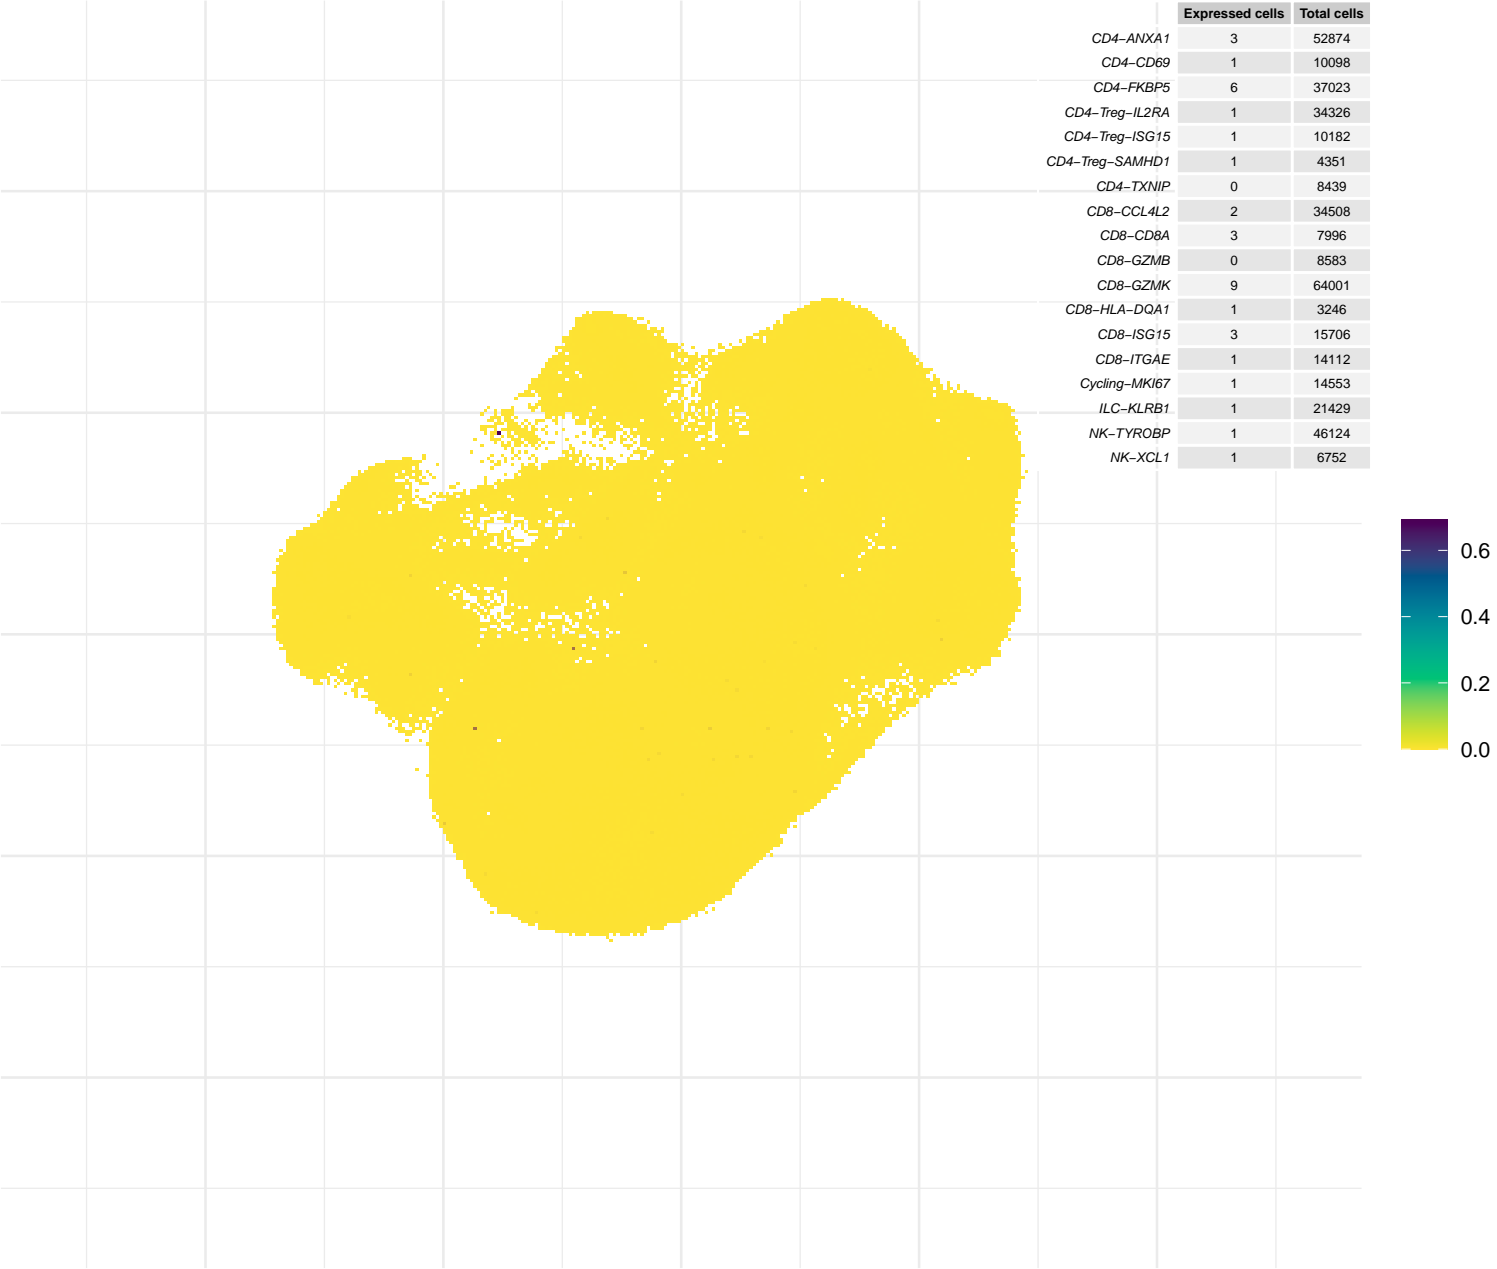 Expressed cells Total cells
CD4−ANXA1 3 52874
CD4−CD69 1 10098
CD4−FKBP5 6 37023
CD4−Treg−IL2RA 1 34326
CD4−Treg−ISG15 1 10182
CD4−Treg−SAMHD1 1 4351
CD4−TXNIP 0 8439
CD8−CCL4L2 2 34508
CD8−CD8A 3 7996
CD8−GZMB 0 8583
CD8−GZMK 9 64001
CD8−HLA−DQA1 1 3246
CD8−ISG15 3 15706
CD8−ITGAE 1 14112
Cycling−MKI67 1 14553
ILC−KLRB1 1 21429
NK−TYROBP 1 46124
NK−XCL1 1 6752
0.6
0.4
0.2
0.0